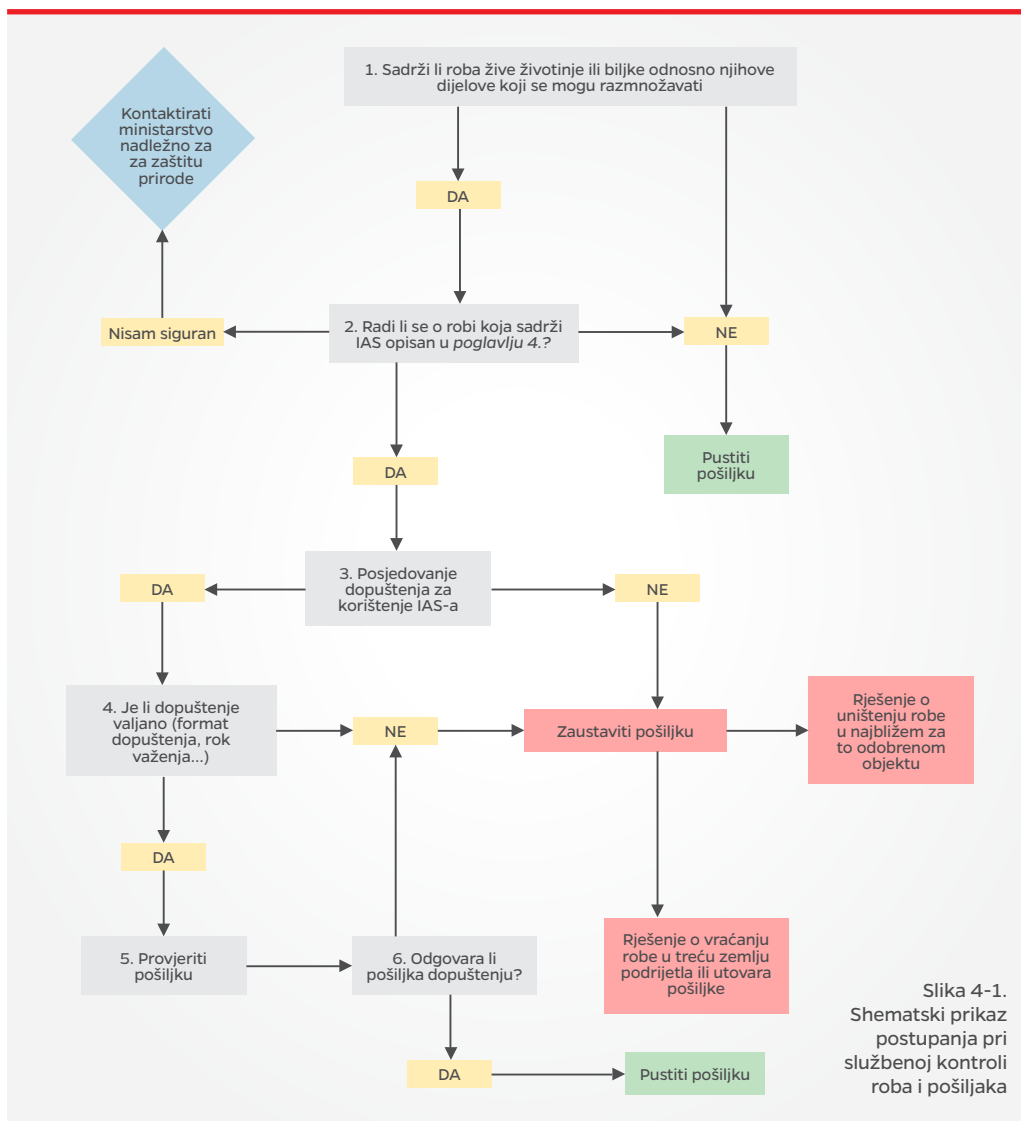 1. Sadrži li roba žive životinje ili biljke odnosno njihove
dijelove koji se mogu razmnožavati
Kontaktirati
ministarstvo
nadležno za
za zaštitu
prirode
DA
Nisam siguran
2. Radi li se o robi koja sadrži
IAS opisan u poglavlju 4.?
NE
Pustiti
pošiljku
DA
DA
3. Posjedovanje
dopuštenja za
korištenje IAS-a
NE
4. Je li dopuštenje
valjano (format
dopuštenja, rok
važenja...)
NE
Zaustaviti pošiljku
Rješenje o
uništenju robe
u najbližem za
to odobrenom
objektu
DA
5. Provjeriti
pošiljku
6. Odgovara li
pošiljka dopuštenju?
Rješenje o vraćanju
robe u treću zemlju
podrijetla ili utovara
pošiljke
DA
Pustiti pošiljku
Slika 4-1.
Shematski prikaz
postupanja pri
službenoj kontroli
roba i pošiljaka